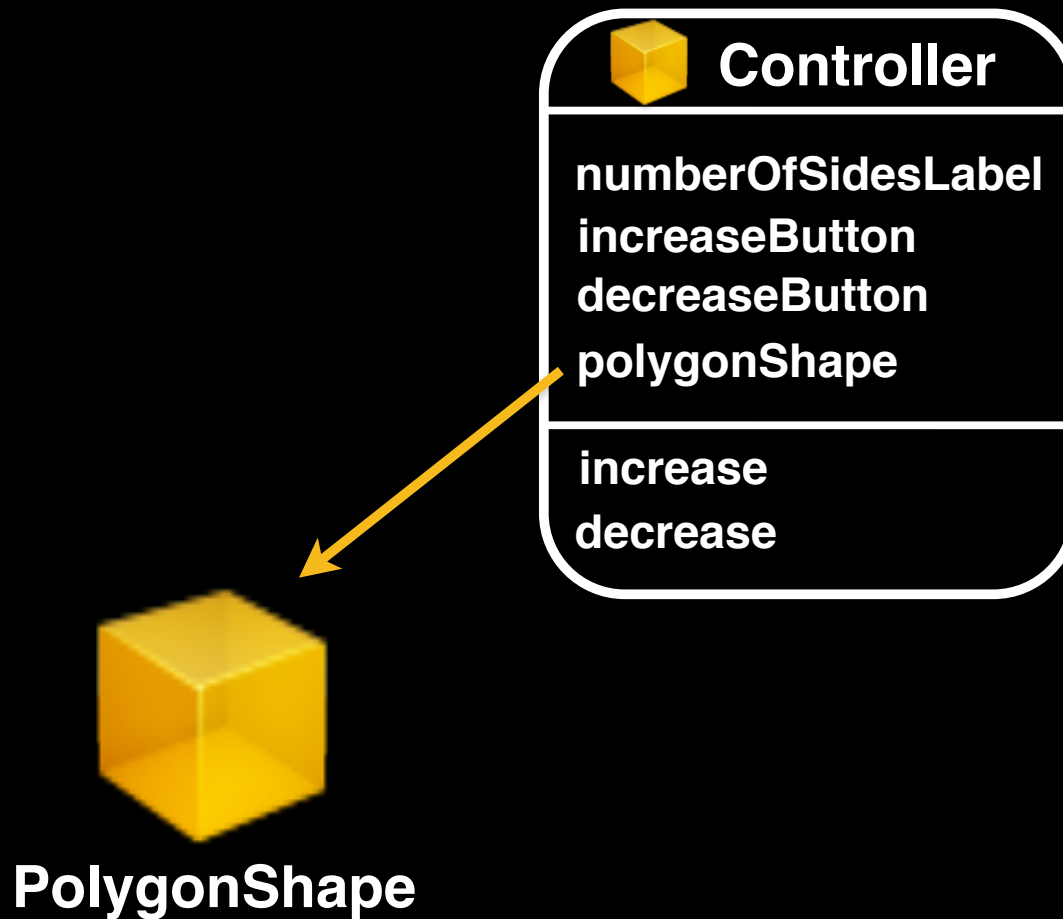 Controller
numberOfSidesLabel
increaseButton
decreaseButton
polygonShape
increase
decrease
PolygonShape